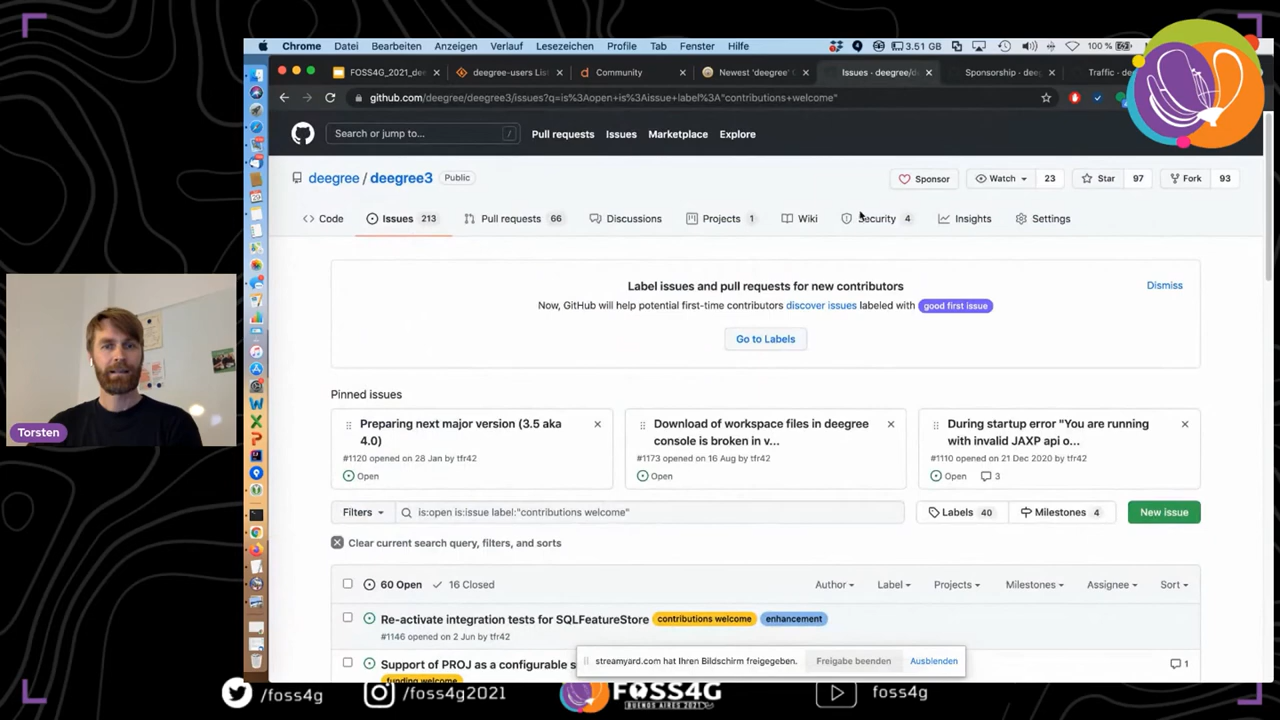 Chrome Datei Bearbeiten Anzeigen Verlauf Lesezeichen Profile Tab Fenster Hilfe 3.51 GB 100 %
FOSS4G_2021_de deegree-users Lis Community Newest 'deegree' Issues · deegree/d Sponsorship · dee Traffic · de
github.com/deegree/deegree3/issues?q=is%3Aopen+is%3Aissue+label%3A"contributions+welcome"
Search or jump to... / Pull requests Issues Marketplace Explore
deegree / deegree3 Public Sponsor Watch 23 Star 97 Fork 93
Code Issues 213 Pull requests 66 Discussions Projects 1 Wiki Security 4 Insights Settings
Label issues and pull requests for new contributors Dismiss
Now, GitHub will help potential first-time contributors discover issues labeled with good first issue
Go to Labels
Pinned issues
Preparing next major version (3.5 aka
4.0)
#1120 opened on 28 Jan by tfr42
Open
Download of workspace files in deegree
console is broken in v...
#1173 opened on 16 Aug by tfr42
Open
During startup error "You are running
with invalid JAXP api o...
#1110 opened on 21 Dec 2020 by tfr42
Open 3
Torsten
Filters is:open is:issue label:"contributions welcome" Labels 40 Milestones 4 New issue
Clear current search query, filters, and sorts
60 Open 16 Closed Author Label Projects Milestones Assignee Sort
Re-activate integration tests for SQLFeatureStore contributions welcome enhancement
#1146 opened on 2 Jun by tfr42
Support of PROJ as a configurable s 1
funding welcome
streamyard.com hat Ihren Bildschirm freigegeben. Freigabe beenden Ausblenden
/foss4g /foss4g2021 FOSS4G foss4g
BUENOS AIRES 2021